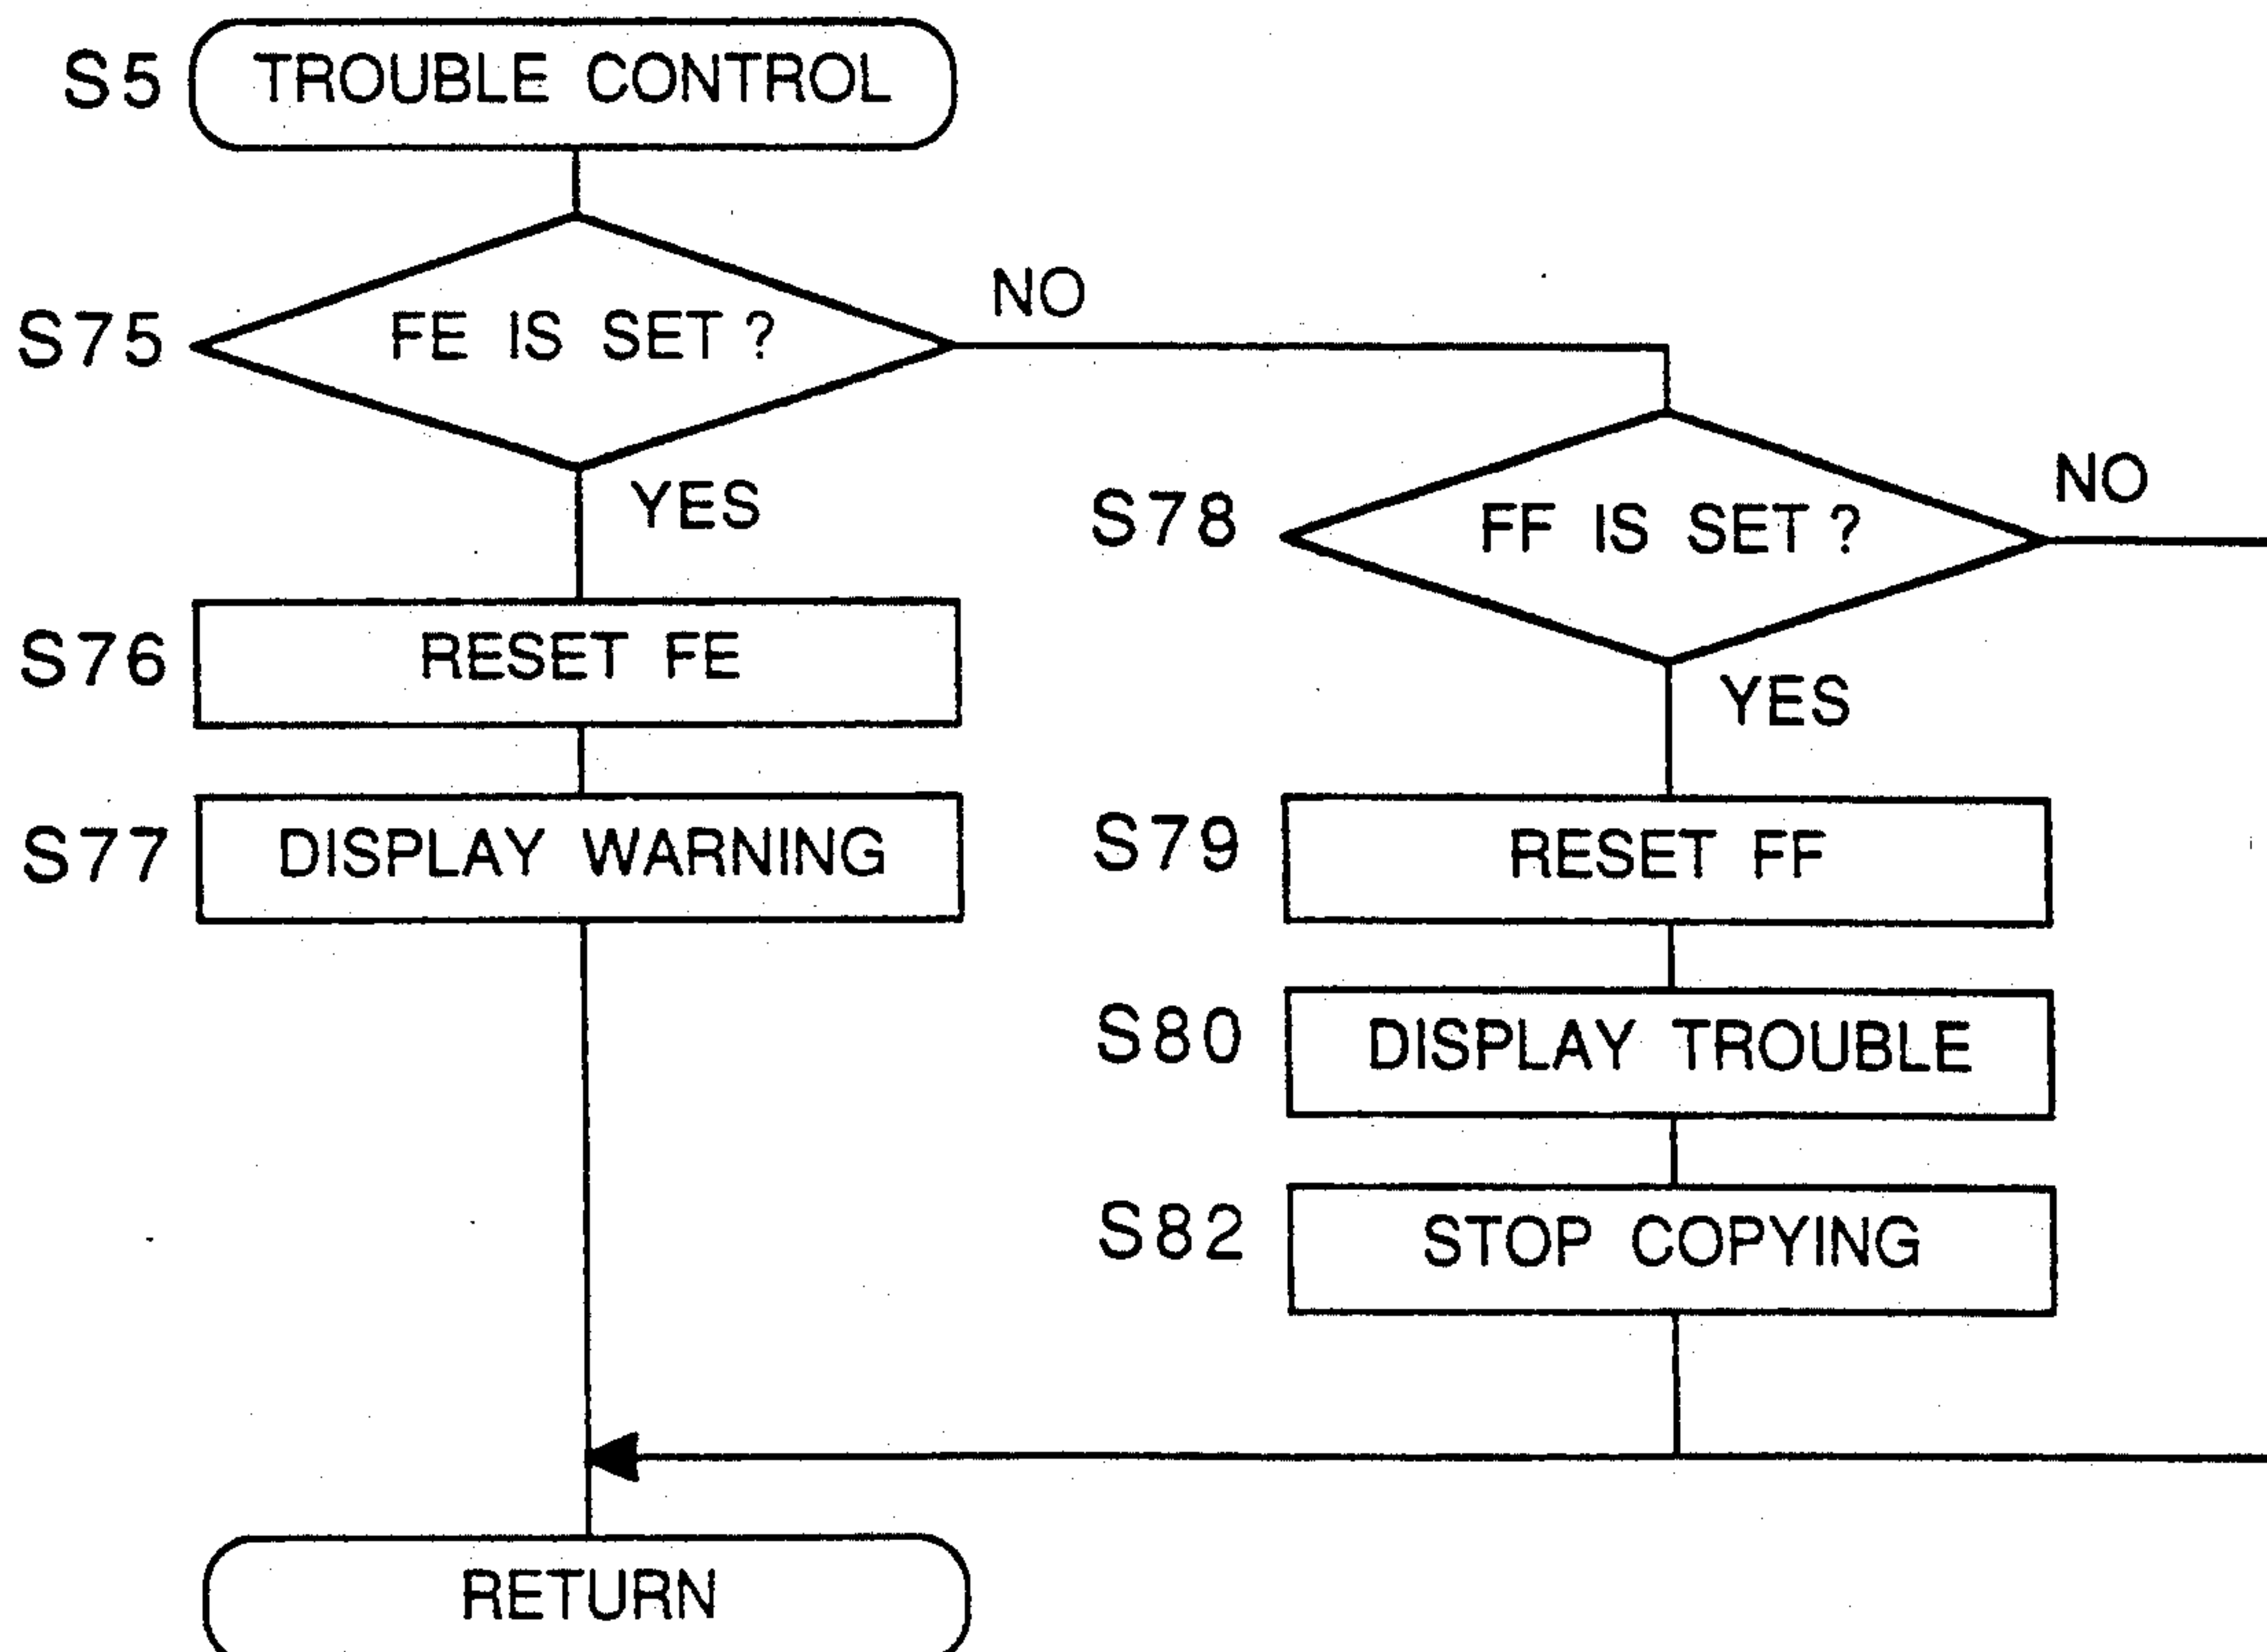 S5 TROUBLE CONTROL
S75 FE IS SET ? NO
YES
S76 RESET FE
S77 DISPLAY WARNING
S78 FF IS SET ? NO
YES
S79 RESET FF
S80 DISPLAY TROUBLE
S82 STOP COPYING
RETURN